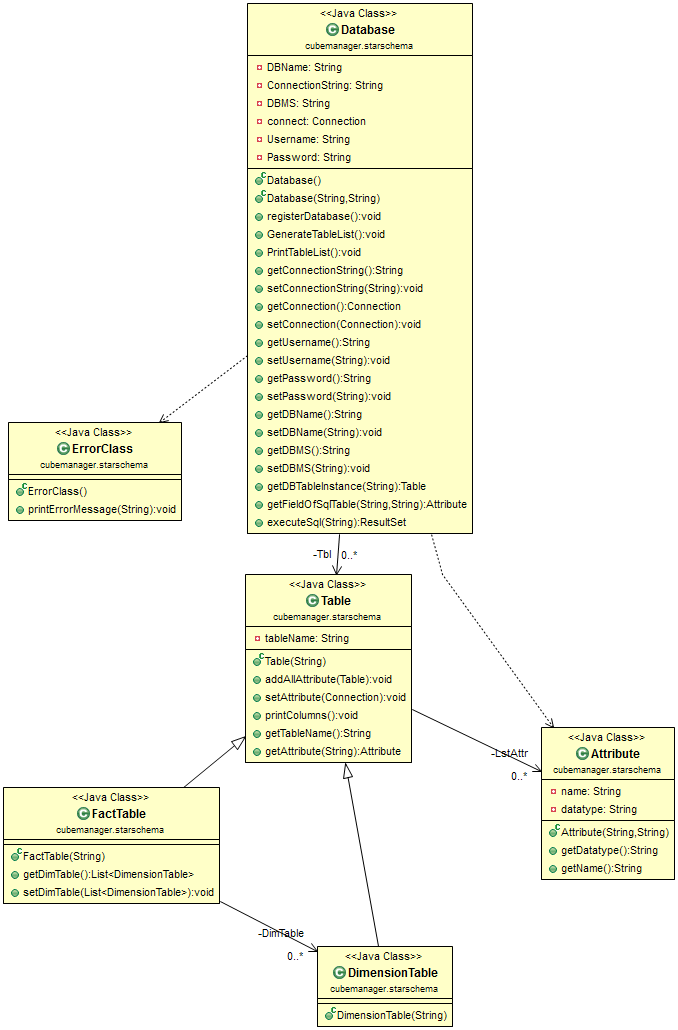 <<Java Class>>
Database
cubemanager.starschema
DBName: String
ConnectionString: String
DBMS: String
connect: Connection
Username: String
Password: String
Database()
Database(String,String)
registerDatabase():void
GenerateTableList():void
PrintTableList():void
getConnectionString():String
setConnectionString(String):void
getConnection():Connection
setConnection(Connection):void
getUsername():String
setUsername(String):void
getPassword():String
setPassword(String):void
getDBName():String
setDBName(String):void
getDBMS():String
setDBMS(String):void
getDBTableInstance(String):Table
getFieldOfSqlTable(String,String):Attribute
executeSql(String):ResultSet
<<Java Class>>
ErrorClass
cubemanager.starschema
ErrorClass()
printErrorMessage(String):void
-Tbl 0..*
<<Java Class>>
Table
cubemanager.starschema
tableName: String
Table(String)
addAllAttribute(Table):void
setAttribute(Connection):void
printColumns():void
getTableName():String
getAttribute(String):Attribute
-LstAttr
0..*
<<Java Class>>
Attribute
cubemanager.starschema
name: String
datatype: String
Attribute(String,String)
getDatatype():String
getName():String
<<Java Class>>
FactTable
cubemanager.starschema
FactTable(String)
getDimTable():List<DimensionTable>
setDimTable(List<DimensionTable>):void
-DimTable
0..*
<<Java Class>>
DimensionTable
cubemanager.starschema
DimensionTable(String)